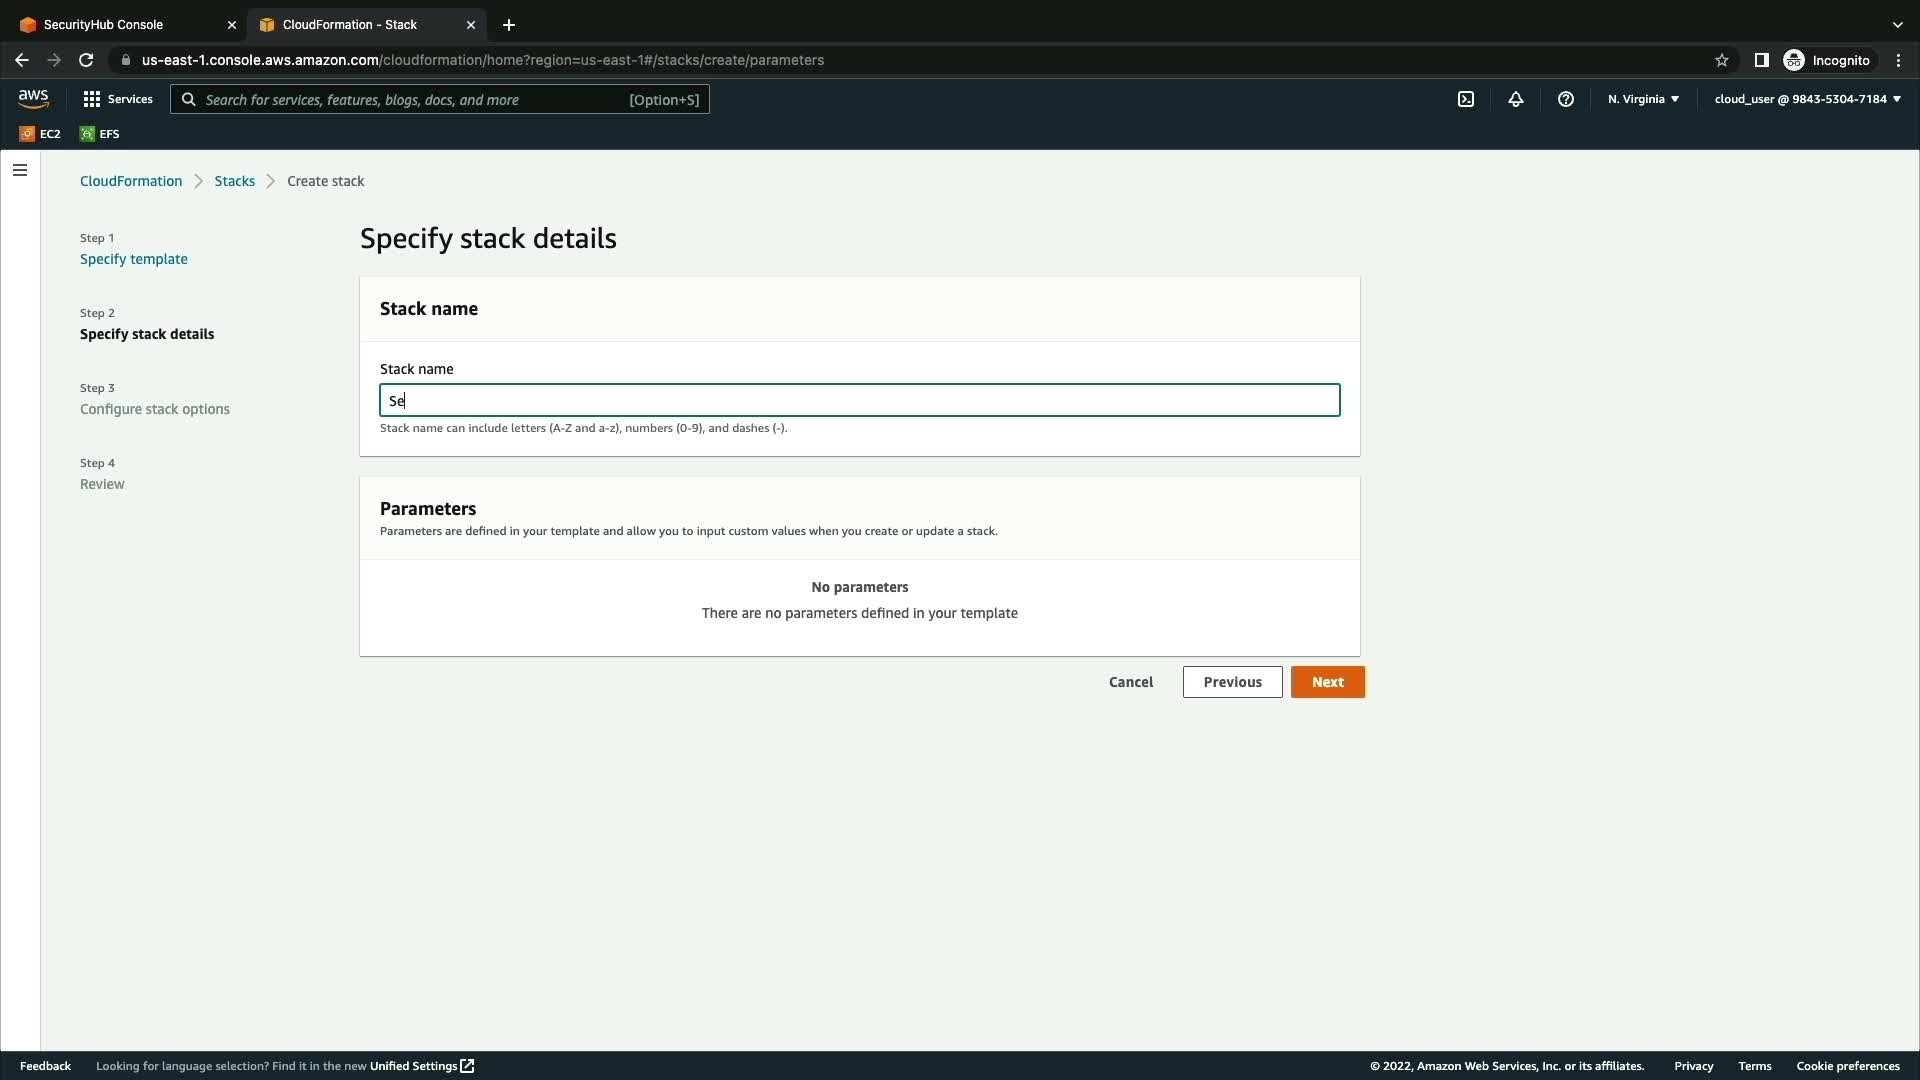 SecurityHub Console
CloudFormation - Stack
us-east-1.console.aws.amazon.com/cloudformation/home?region=us-east-1#/stacks/create/parameters
Incognito
aws
Services
Search for services, features, blogs, docs, and more
[Option+S]
N. Virginia
cloud_user @ 9843-5304-7184
EC2
EFS
CloudFormation
Stacks
Create stack
Step 1
Specify template
Step 2
Specify stack details
Step 3
Configure stack options
Step 4
Review
Specify stack details
Stack name
Stack name
Se
Stack name can include letters (A-Z and a-z), numbers (0-9), and dashes (-).
Parameters
Parameters are defined in your template and allow you to input custom values when you create or update a stack.
No parameters
There are no parameters defined in your template
Cancel
Previous
Next
Feedback
Looking for language selection? Find it in the new Unified Settings
© 2022, Amazon Web Services, Inc. or its affiliates.
Privacy
Terms
Cookie preferences